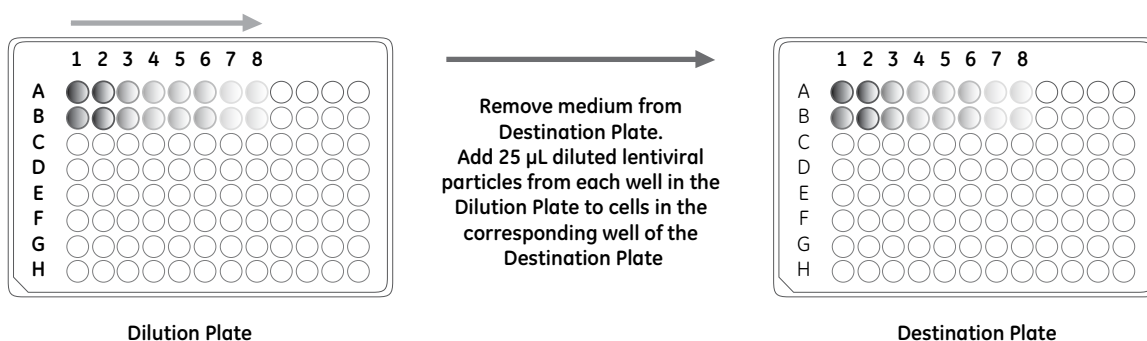 1 2 3 4 5 6 7 8
A
B
C
D
E
F
G
H
Dilution Plate
Remove medium from
Destination Plate.
Add 25 µL diluted lentiviral
particles from each well in the
Dilution Plate to cells in the
corresponding well of the
Destination Plate
1 2 3 4 5 6 7 8
A
B
C
D
E
F
G
H
Destination Plate